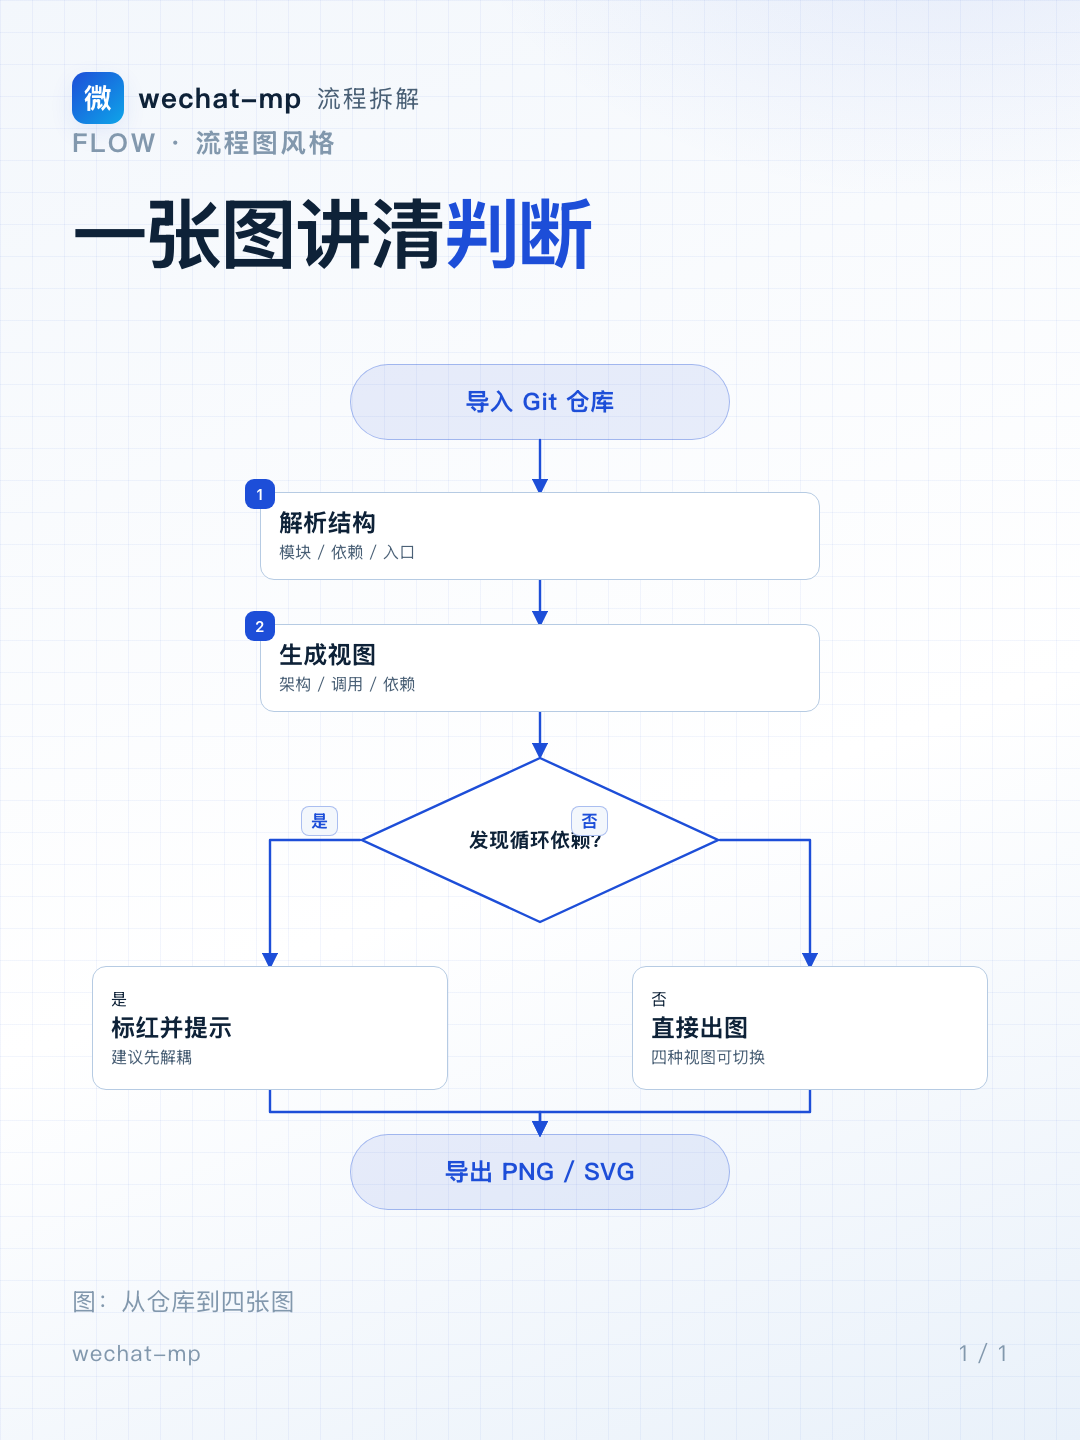 微 wechat-mp 流程拆解
FLOW · 流程图风格
一张图讲清判断
导入 Git 仓库
1
解析结构
模块 / 依赖 / 入口
2
生成视图
架构 / 调用 / 依赖
是
否
发现循环依赖?
是
标红并提示
建议先解耦
否
直接出图
四种视图可切换
导出 PNG / SVG
图：从仓库到四张图
wechat-mp
1 / 1